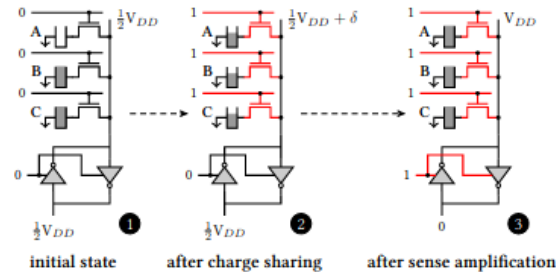 0 ½V_DD
A
0
B
0
C
0
½V_DD
1
initial state
1 ½V_DD + δ
A
1
B
1
C
0
½V_DD
2
after charge sharing
1 V_DD
A
1
B
1
C
1
0
3
after sense amplification